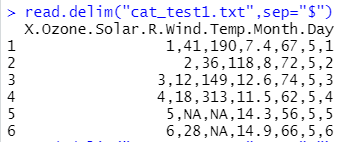 > read.delim("cat_test1.txt",sep="$")
X.Ozone.Solar.R.Wind.Temp.Month.Day
1 1,41,190,7.4,67,5,1
2 2,36,118,8,72,5,2
3 3,12,149,12.6,74,5,3
4 4,18,313,11.5,62,5,4
5 5,NA,NA,14.3,56,5,5
6 6,28,NA,14.9,66,5,6